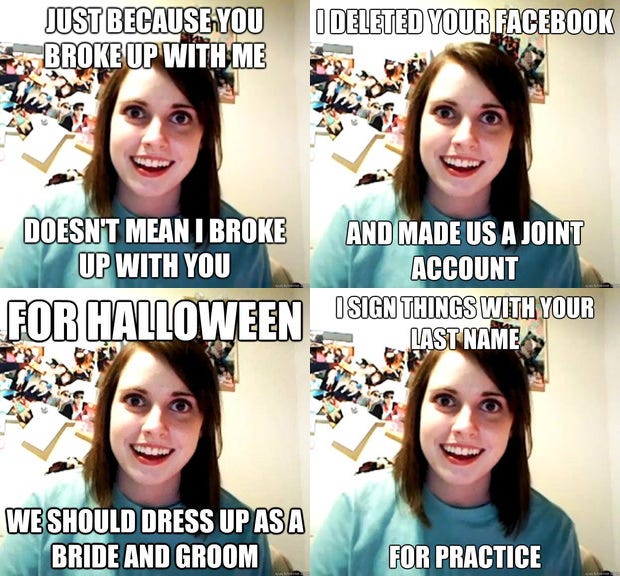 JUST BECAUSE YOU
BROKE UP WITH ME
DOESN'T MEAN I BROKE
UP WITH YOU
I DELETED YOUR FACEBOOK
AND MADE US A JOINT
ACCOUNT
FOR HALLOWEEN
WE SHOULD DRESS UP AS A
BRIDE AND GROOM
I SIGN THINGS WITH YOUR
LAST NAME
FOR PRACTICE